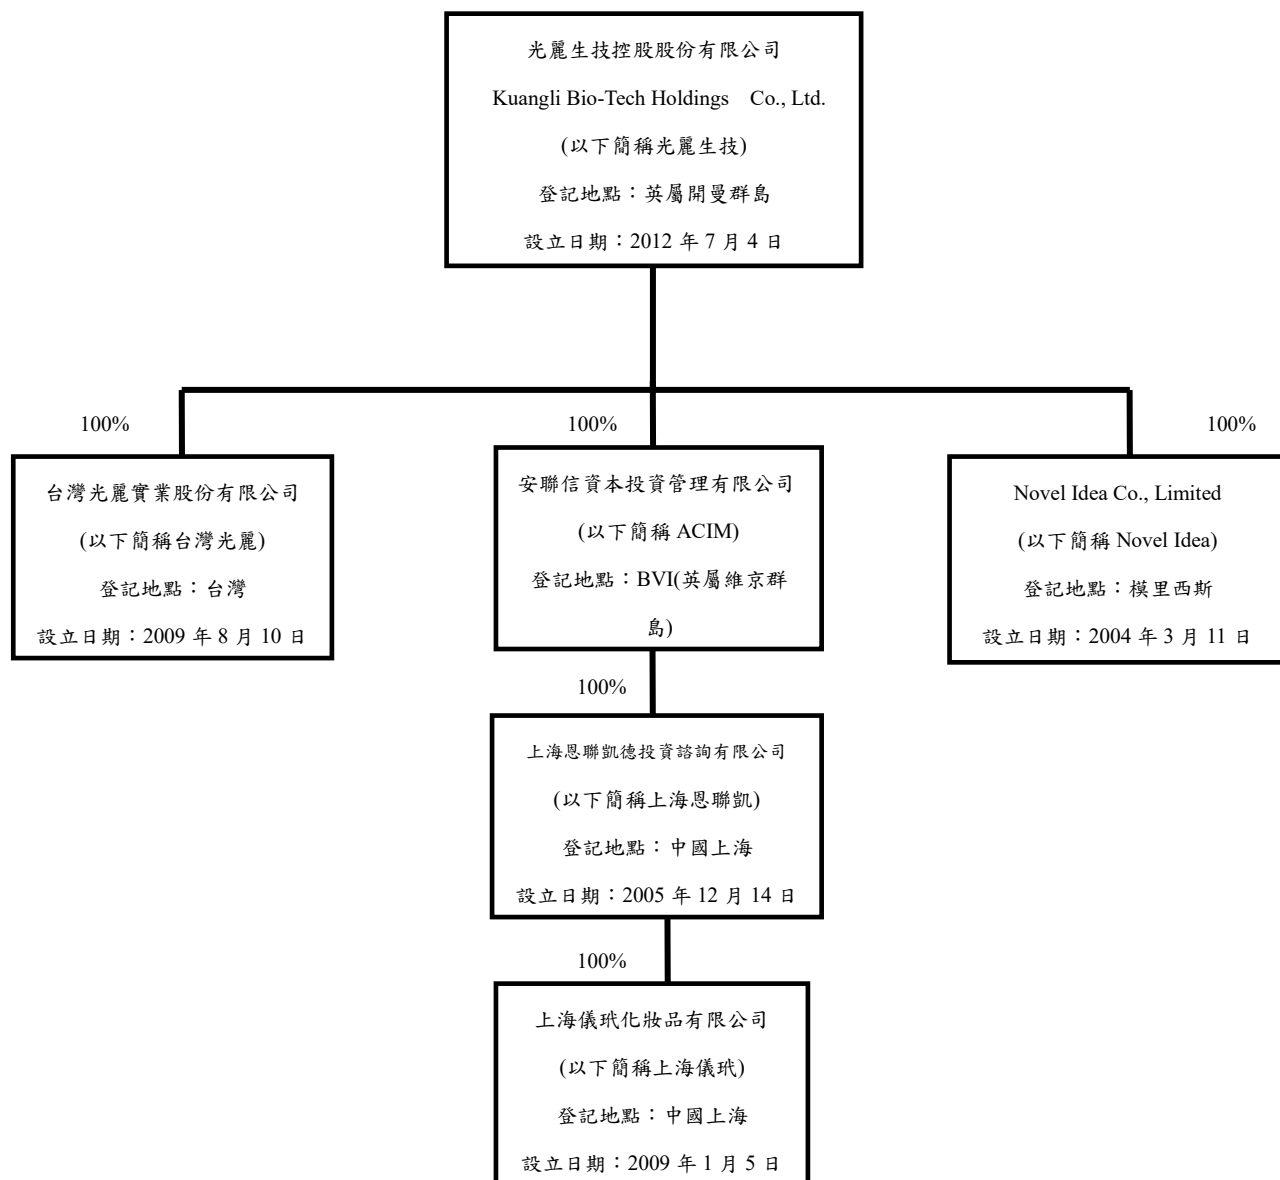 光麗生技控股股份有限公司
Kuangli Bio-Tech Holdings Co., Ltd.
(以下簡稱光麗生技)
登記地點：英屬開曼群島
設立日期：2012 年 7 月 4 日
100%
100%
100%
台灣光麗實業股份有限公司
(以下簡稱台灣光麗)
登記地點：台灣
設立日期：2009 年 8 月 10 日
安聯信資本投資管理有限公司
(以下簡稱 ACIM)
登記地點：BVI(英屬維京群
島)
Novel Idea Co., Limited
(以下簡稱 Novel Idea)
登記地點：模里西斯
設立日期：2004 年 3 月 11 日
100%
上海恩聯凱德投資諮詢有限公司
(以下簡稱上海恩聯凱)
登記地點：中國上海
設立日期：2005 年 12 月 14 日
100%
上海儀玳化妝品有限公司
(以下簡稱上海儀玳)
登記地點：中國上海
設立日期：2009 年 1 月 5 日